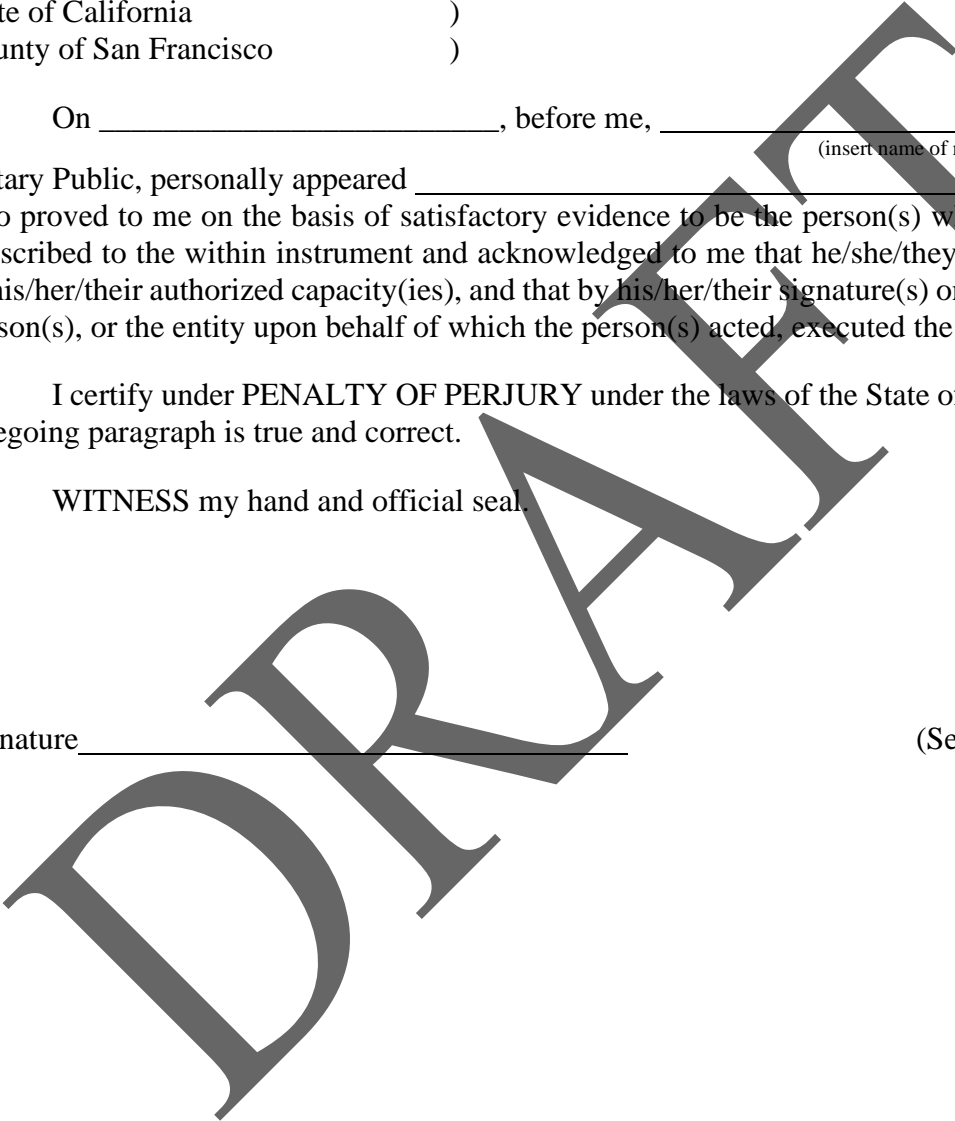 te of California )
unty of San Francisco )
On _________________________, before me, 
(insert name of
tary Public, personally appeared
o proved to me on the basis of satisfactory evidence to be the person(s) w
scribed to the within instrument and acknowledged to me that he/she/they
his/her/their authorized capacity(ies), and that by his/her/their signature(s) o
son(s), or the entity upon behalf of which the person(s) acted, executed the
I certify under PENALTY OF PERJURY under the laws of the State o
egoing paragraph is true and correct.
WITNESS my hand and official seal.
nature (Se
DRAFT